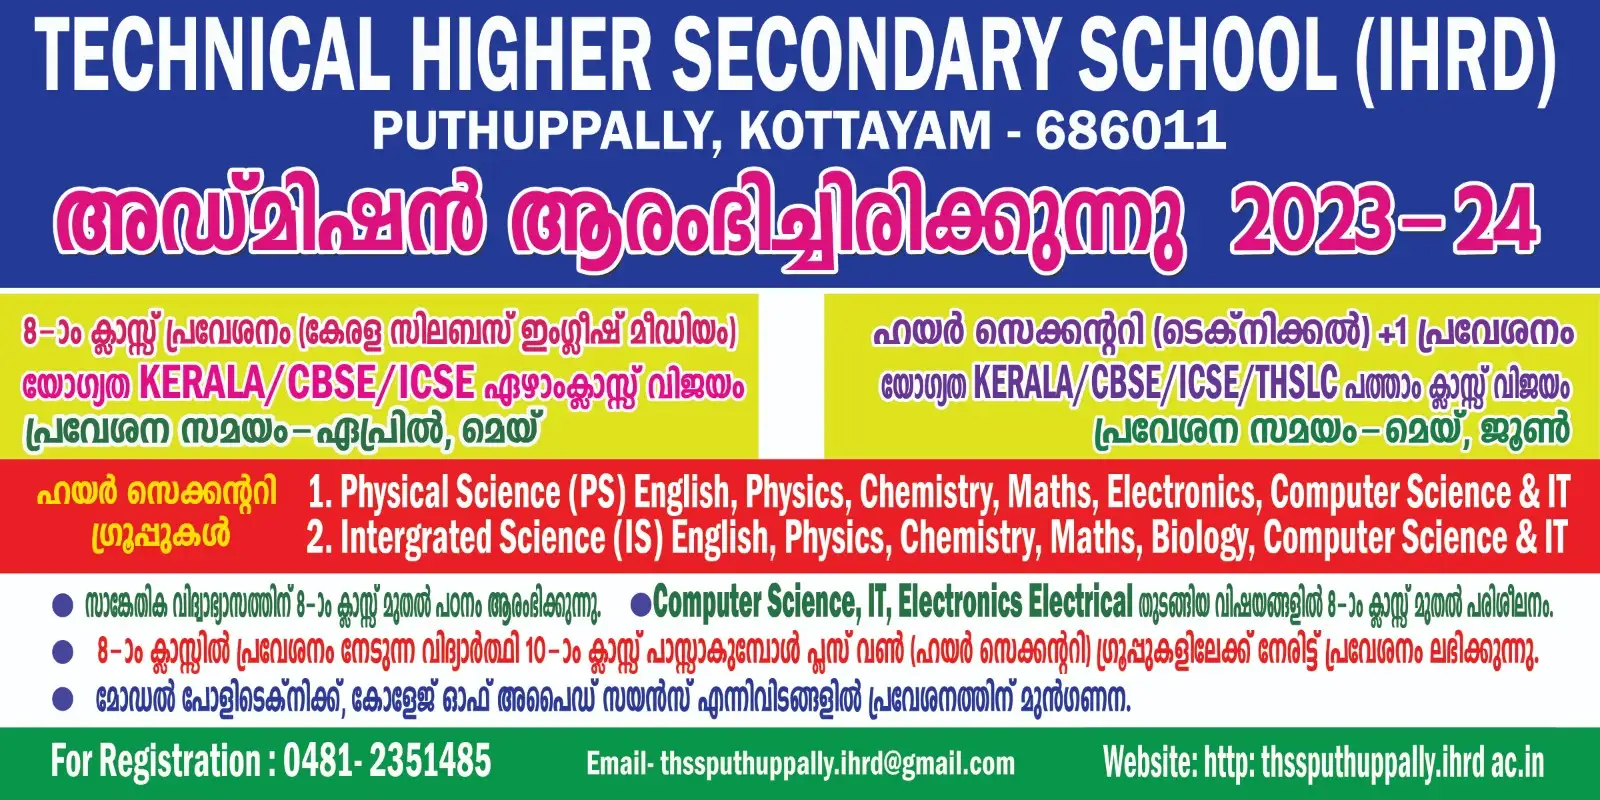 TECHNICAL HIGHER SECONDARY SCHOOL (IHRD)
PUTHUPPALLY, KOTTAYAM - 686011
അഡ്മിഷൻ ആരംഭിച്ചിരിക്കുന്നു 2023-24
8-ാം ക്ലാസ്സ് പ്രവേശനം (കേരള സിലബസ് ഇംഗ്ലീഷ് മീഡിയം)
യോഗ്യത KERALA/CBSE/ICSE ഏഴാംക്ലാസ്സ് വിജയം
പ്രവേശന സമയം-ഏപ്രിൽ, മെയ്
ഹയർ സെക്കന്ററി (ടെക്നിക്കൽ) +1 പ്രവേശനം
യോഗ്യത KERALA/CBSE/ICSE/THSLC പത്താം ക്ലാസ്സ് വിജയം
പ്രവേശന സമയം-മെയ്, ജൂൺ
ഹയർ സെക്കന്ററി
ഗ്രൂപ്പുകൾ
1. Physical Science (PS) English, Physics, Chemistry, Maths, Electronics, Computer Science & IT
2. Intergrated Science (IS) English, Physics, Chemistry, Maths, Biology, Computer Science & IT
● സാങ്കേതിക വിദ്യാഭ്യാസത്തിന് 8-ാം ക്ലാസ്സ് മുതൽ പഠനം ആരംഭിക്കുന്നു. ●Computer Science, IT, Electronics Electrical തുടങ്ങിയ വിഷയങ്ങളിൽ 8-ാം ക്ലാസ്സ് മുതൽ പരിശീലനം.
● 8-ാം ക്ലാസ്സിൽ പ്രവേശനം നേടുന്ന വിദ്യാർത്ഥി 10-ാം ക്ലാസ്സ് പാസ്സാകുമ്പോൾ പ്ലസ് വൺ (ഹയർ സെക്കന്ററി) ഗ്രൂപ്പുകളിലേക്ക് നേരിട്ട് പ്രവേശനം ലഭിക്കുന്നു.
● മോഡൽ പോളിടെക്നിക്ക്, കോളേജ് ഓഫ് അപ്ലൈഡ് സയൻസ് എന്നിവിടങ്ങളിൽ പ്രവേശനത്തിന് മുൻഗണന.
For Registration : 0481- 2351485
Email- thssputhuppally.ihrd@gmail.com
Website: http: thssputhuppally.ihrd ac.in